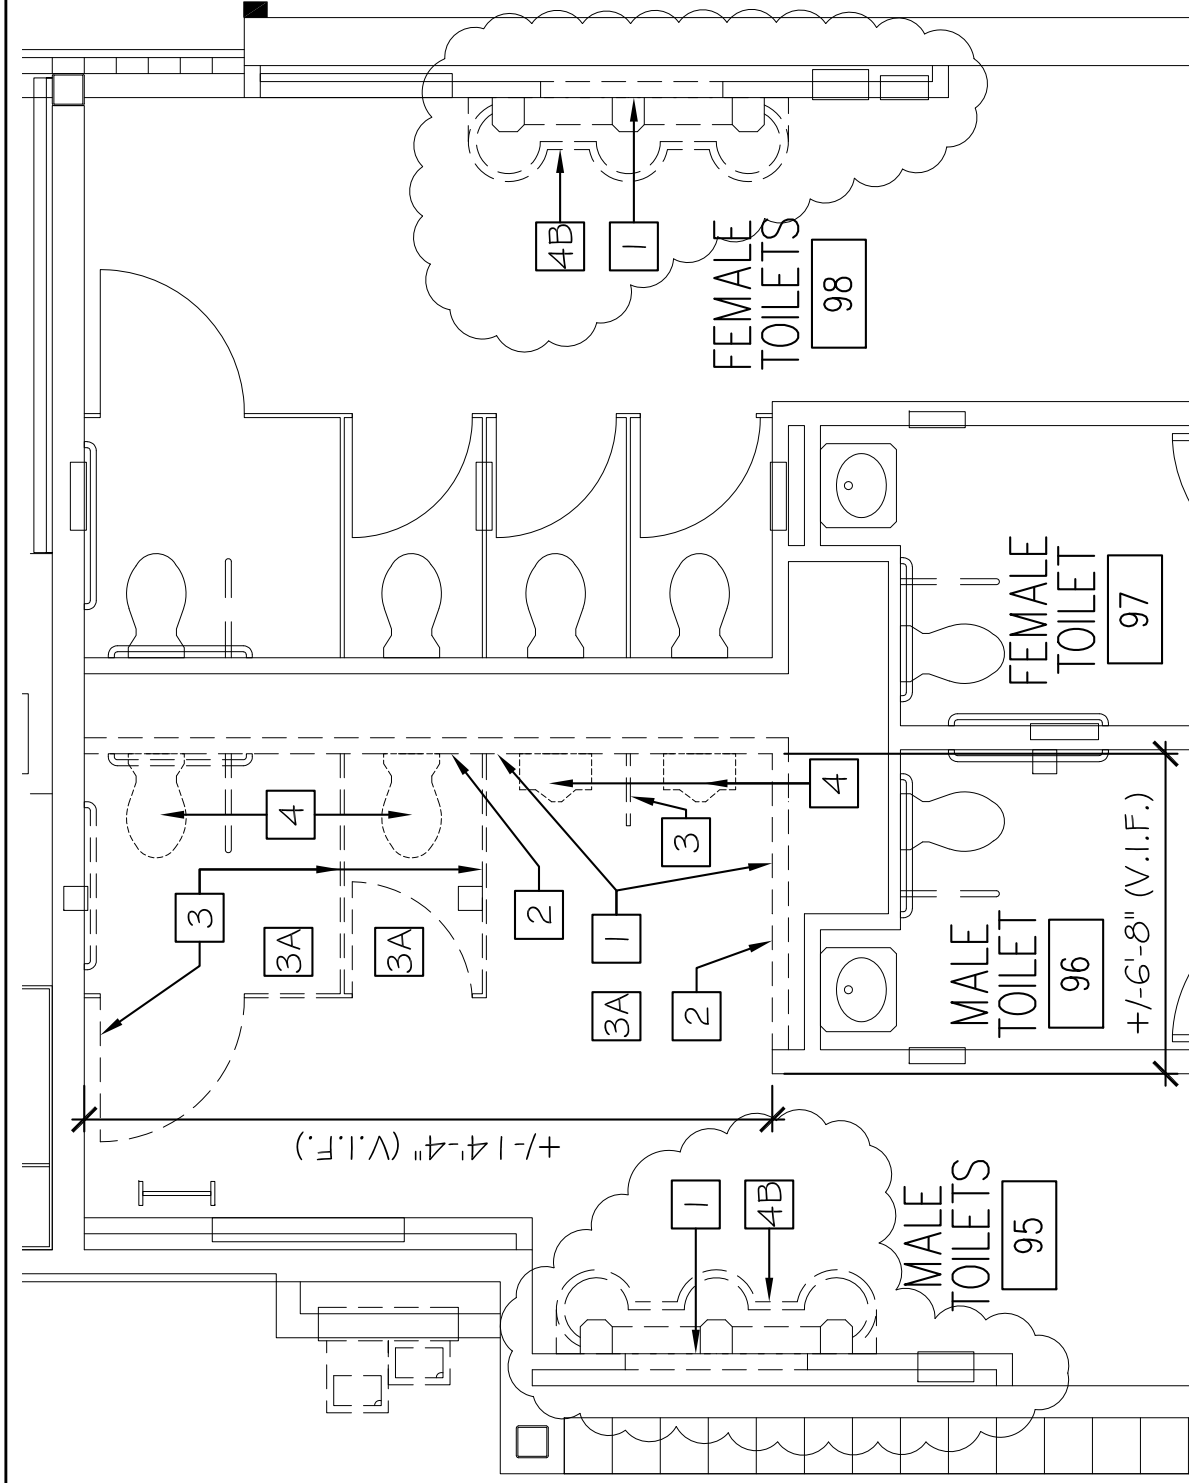 4B
1
FEMALE
TOILETS
98
4
3
2
3
3A
3A
1
3A
2
4
FEMALE
TOILET
97
MALE
TOILET
96
+/-6'-8" (V.I.F.)
+/-14'-4" (V.I.F.)
1
4B
MALE
TOILETS
95